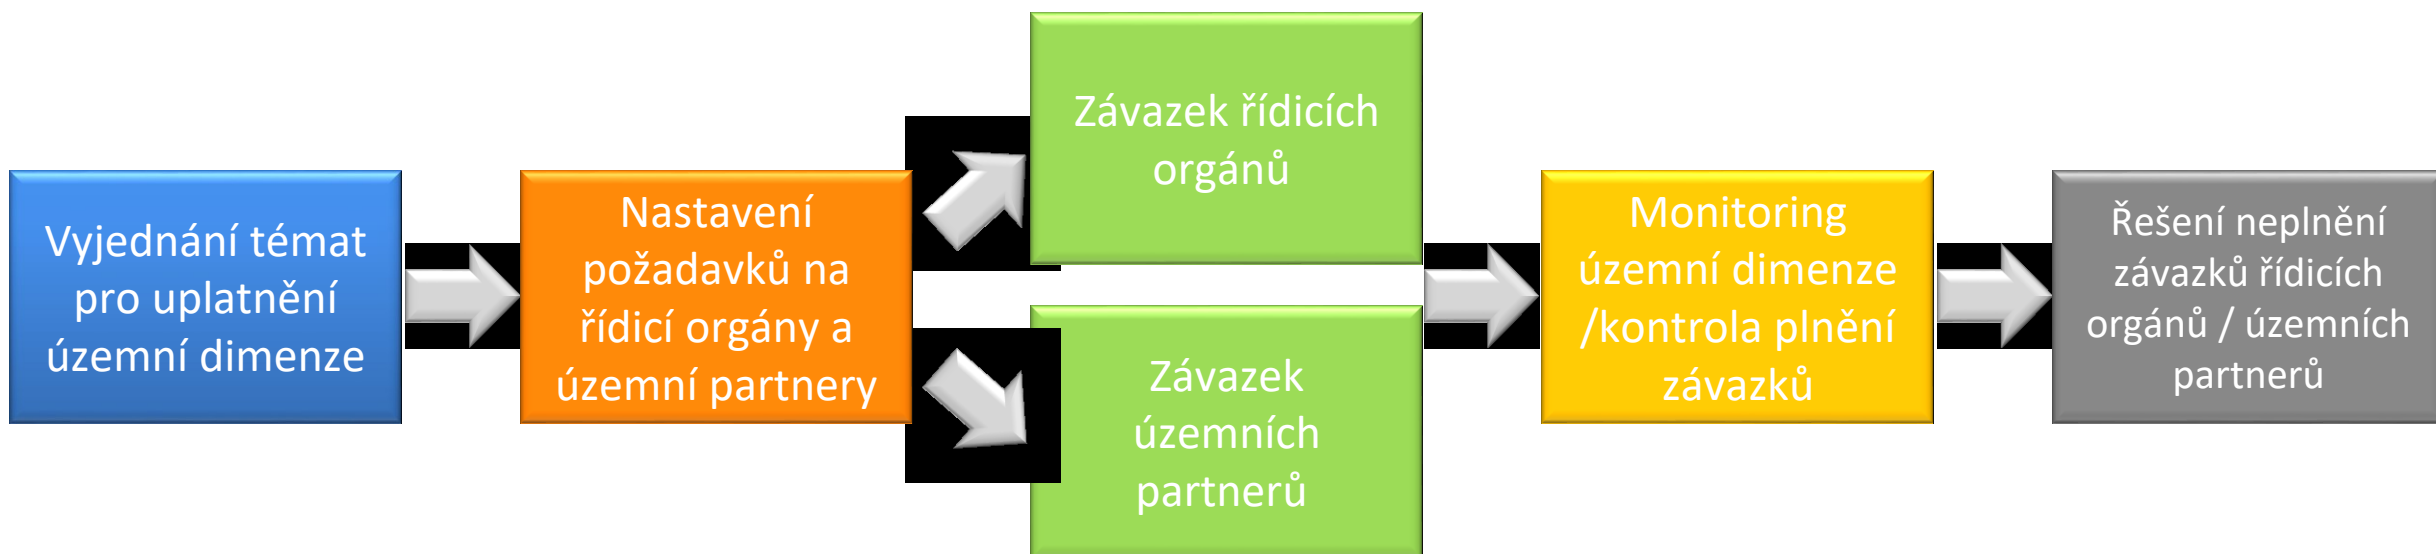 Vyjednání témat
pro uplatnění
územní dimenze
Nastavení
požadavků na
řídicí orgány a
územní partnery
Závazek řídicích
orgánů
Závazek
územních
partnerů
Monitoring
územní dimenze
/kontrola plnění
závazků
Řešení neplnění
závazků řídicích
orgánů / územních
partnerů